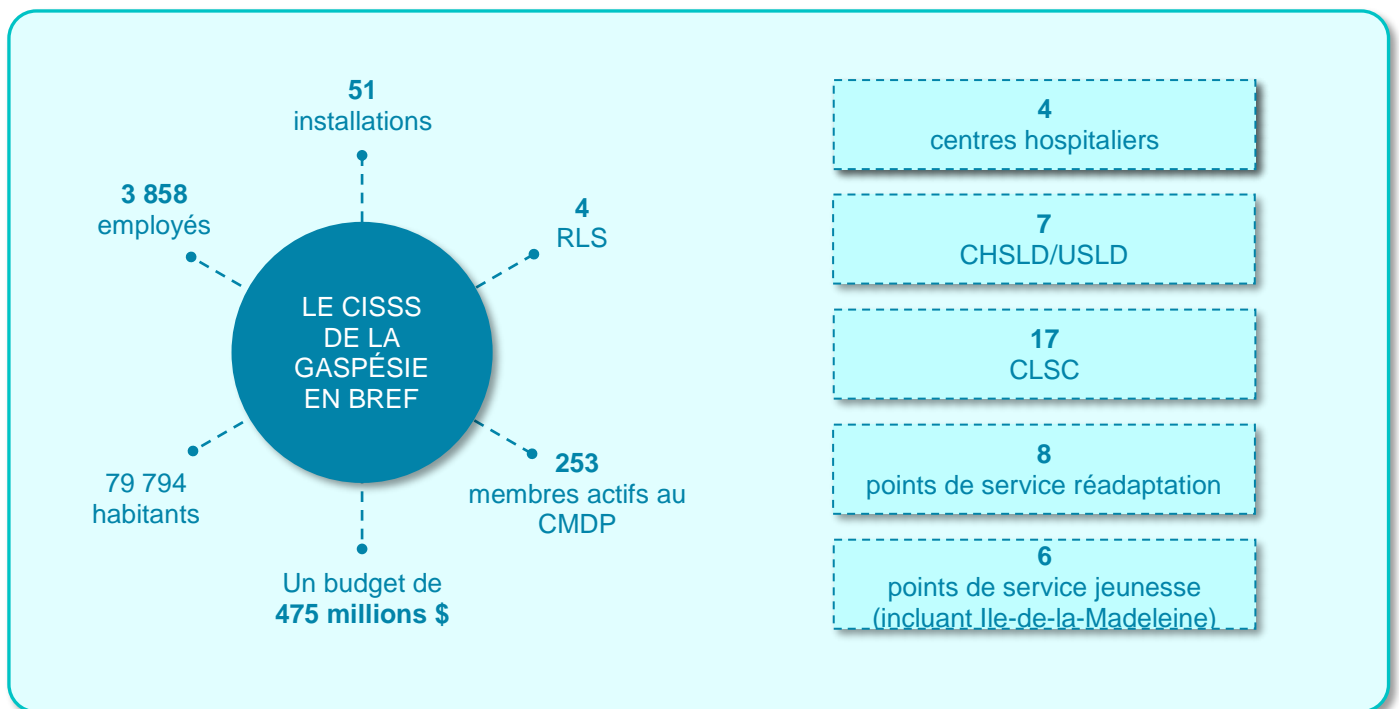 51
installations
3 858
employés
4
RLS
LE CISSS
DE LA
GASPÉSIE
EN BREF
79 794
habitants
253
membres actifs au
CMDP
Un budget de
475 millions $
4
centres hospitaliers
7
CHSLD/USLD
17
CLSC
8
points de service réadaptation
6
points de service jeunesse
(incluant Ile-de-la-Madeleine)